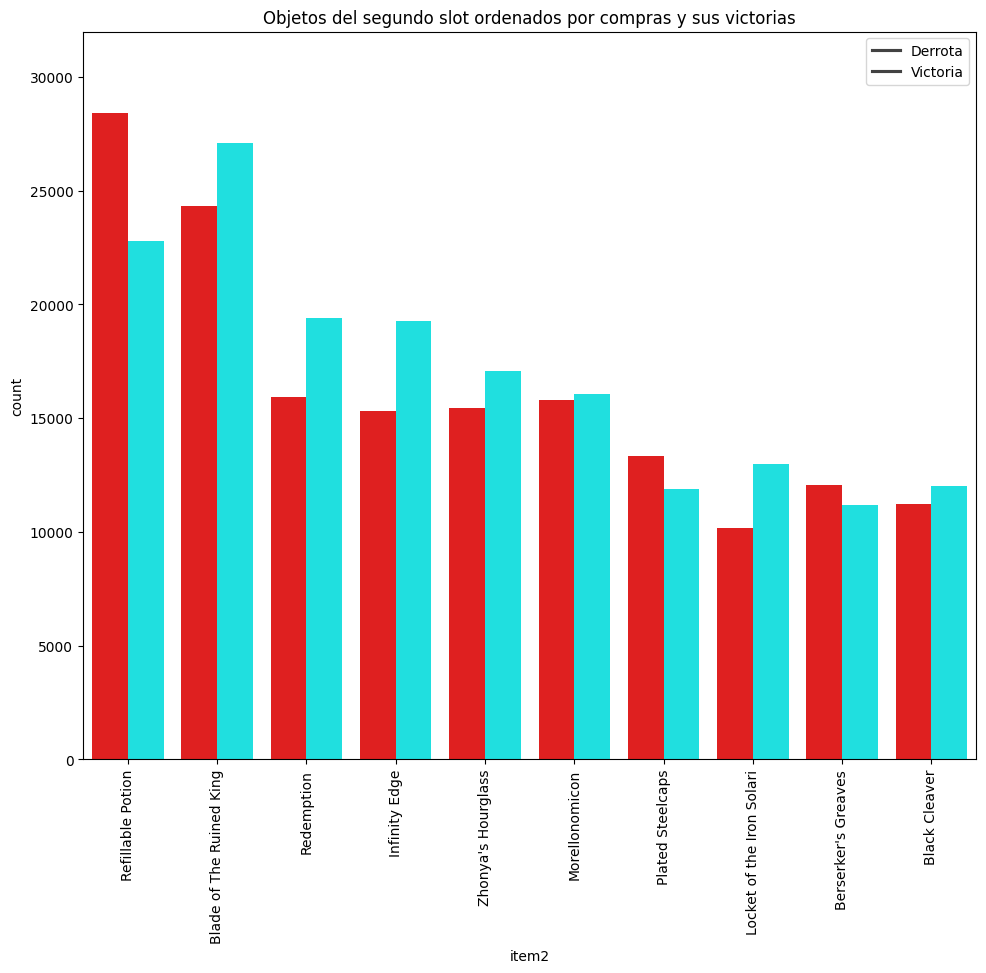 Objetos del segundo slot ordenados por compras y sus victorias
Derrota
Victoria
30000
25000
20000
15000
10000
5000
0
count
Refillable Potion
Blade of The Ruined King
Redemption
Infinity Edge
Zhonya's Hourglass
Morellonomicon
Plated Steelcaps
Locket of the Iron Solari
Berserker's Greaves
Black Cleaver
item2